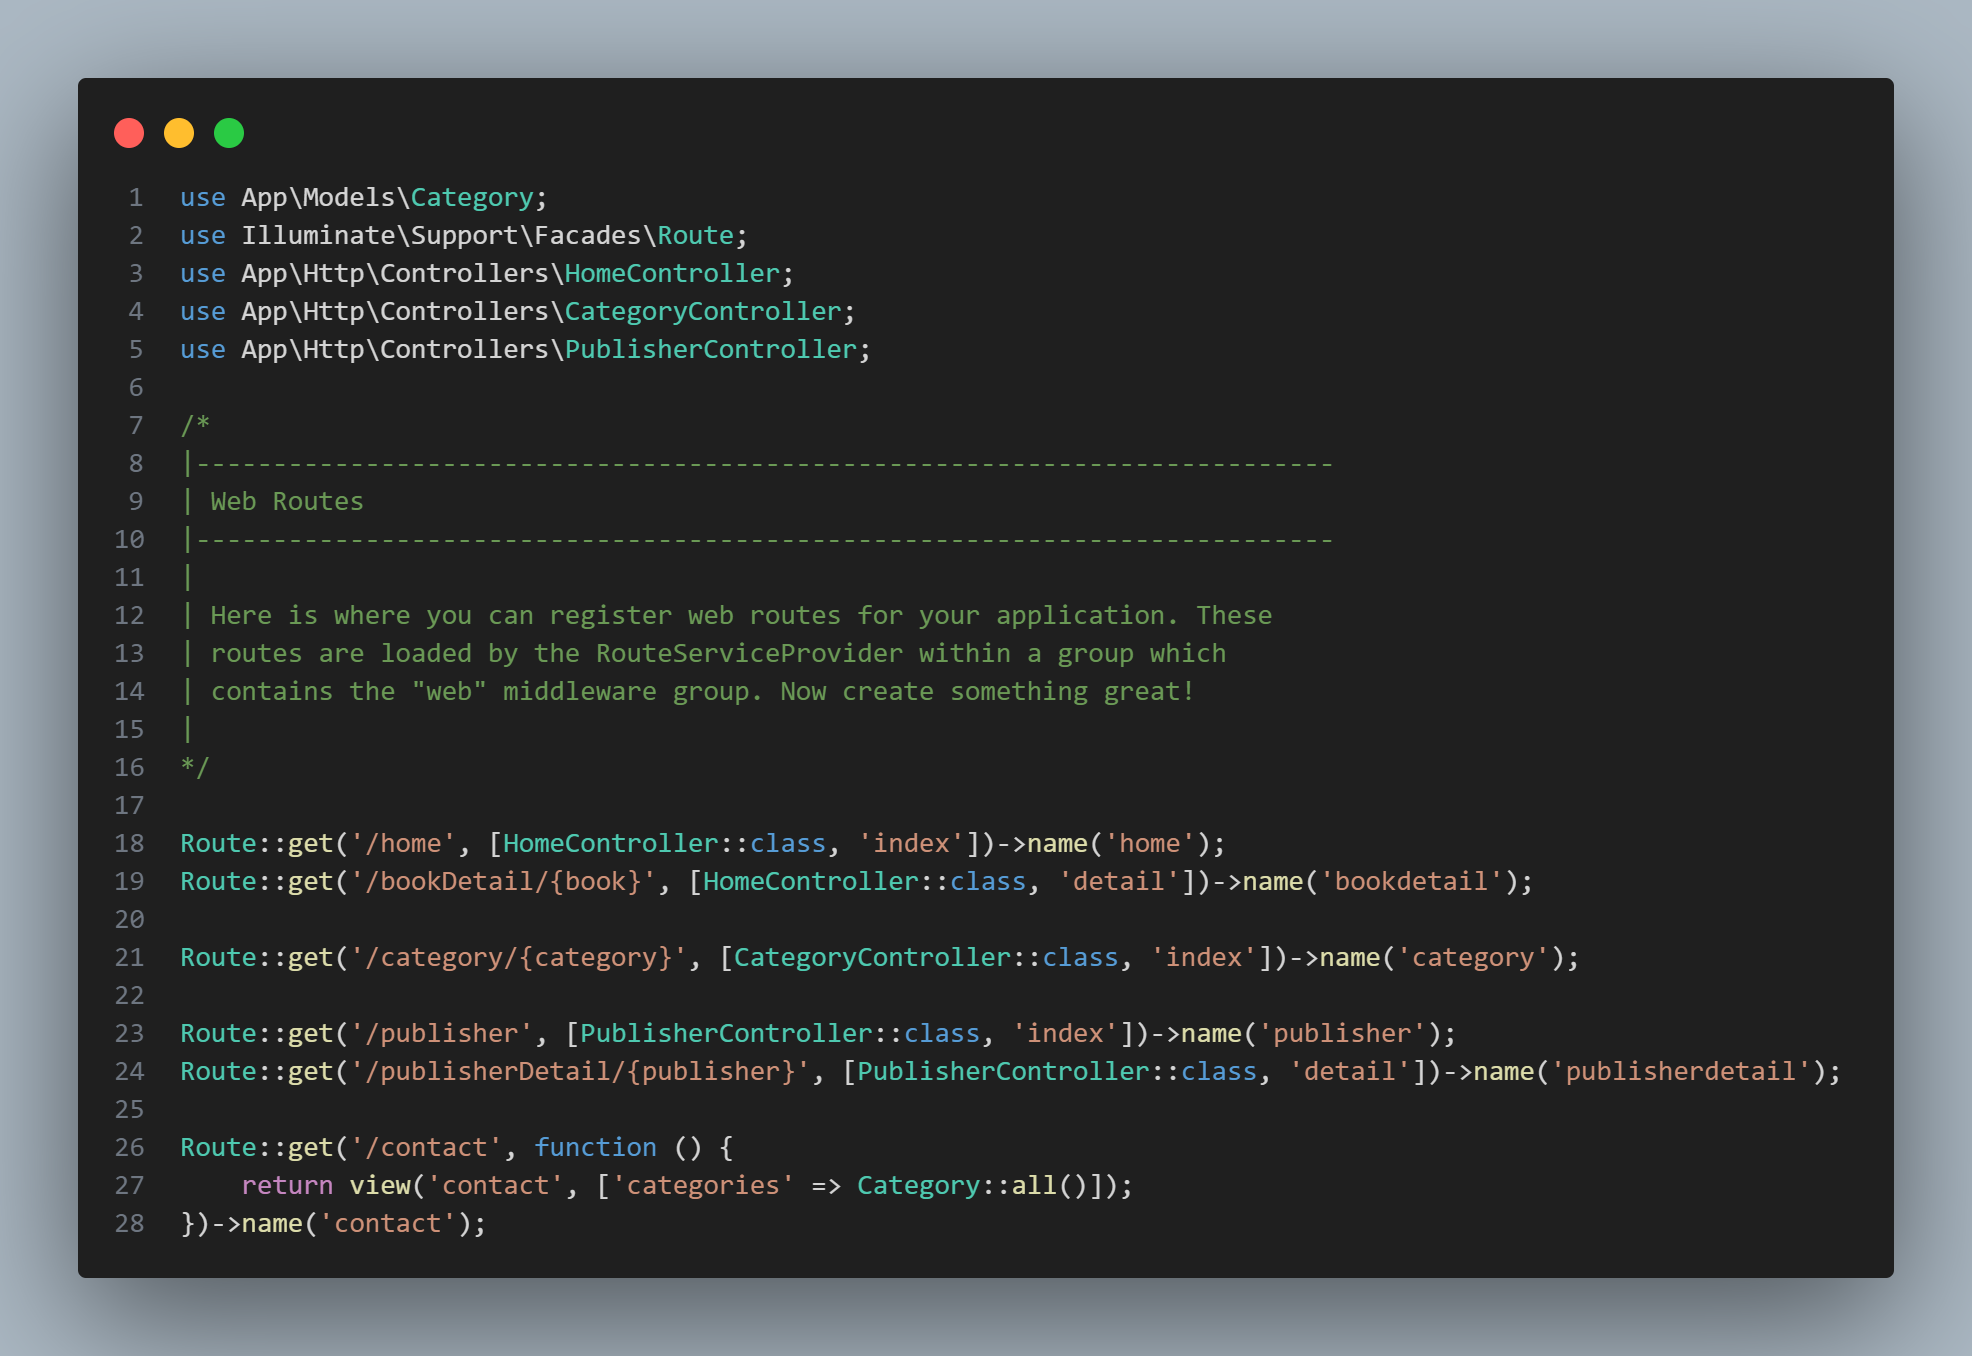 1 use App\Models\Category;
2 use Illuminate\Support\Facades\Route;
3 use App\Http\Controllers\HomeController;
4 use App\Http\Controllers\CategoryController;
5 use App\Http\Controllers\PublisherController;
6
7 /*
8 |--------------------------------------------------------------------------
9 | Web Routes
10 |--------------------------------------------------------------------------
11 |
12 | Here is where you can register web routes for your application. These
13 | routes are loaded by the RouteServiceProvider within a group which
14 | contains the "web" middleware group. Now create something great!
15 |
16 */
17
18 Route::get('/home', [HomeController::class, 'index'])->name('home');
19 Route::get('/bookDetail/{book}', [HomeController::class, 'detail'])->name('bookdetail');
20
21 Route::get('/category/{category}', [CategoryController::class, 'index'])->name('category');
22
23 Route::get('/publisher', [PublisherController::class, 'index'])->name('publisher');
24 Route::get('/publisherDetail/{publisher}', [PublisherController::class, 'detail'])->name('publisherdetail');
25
26 Route::get('/contact', function () {
27     return view('contact', ['categories' => Category::all()]);
28 })->name('contact');